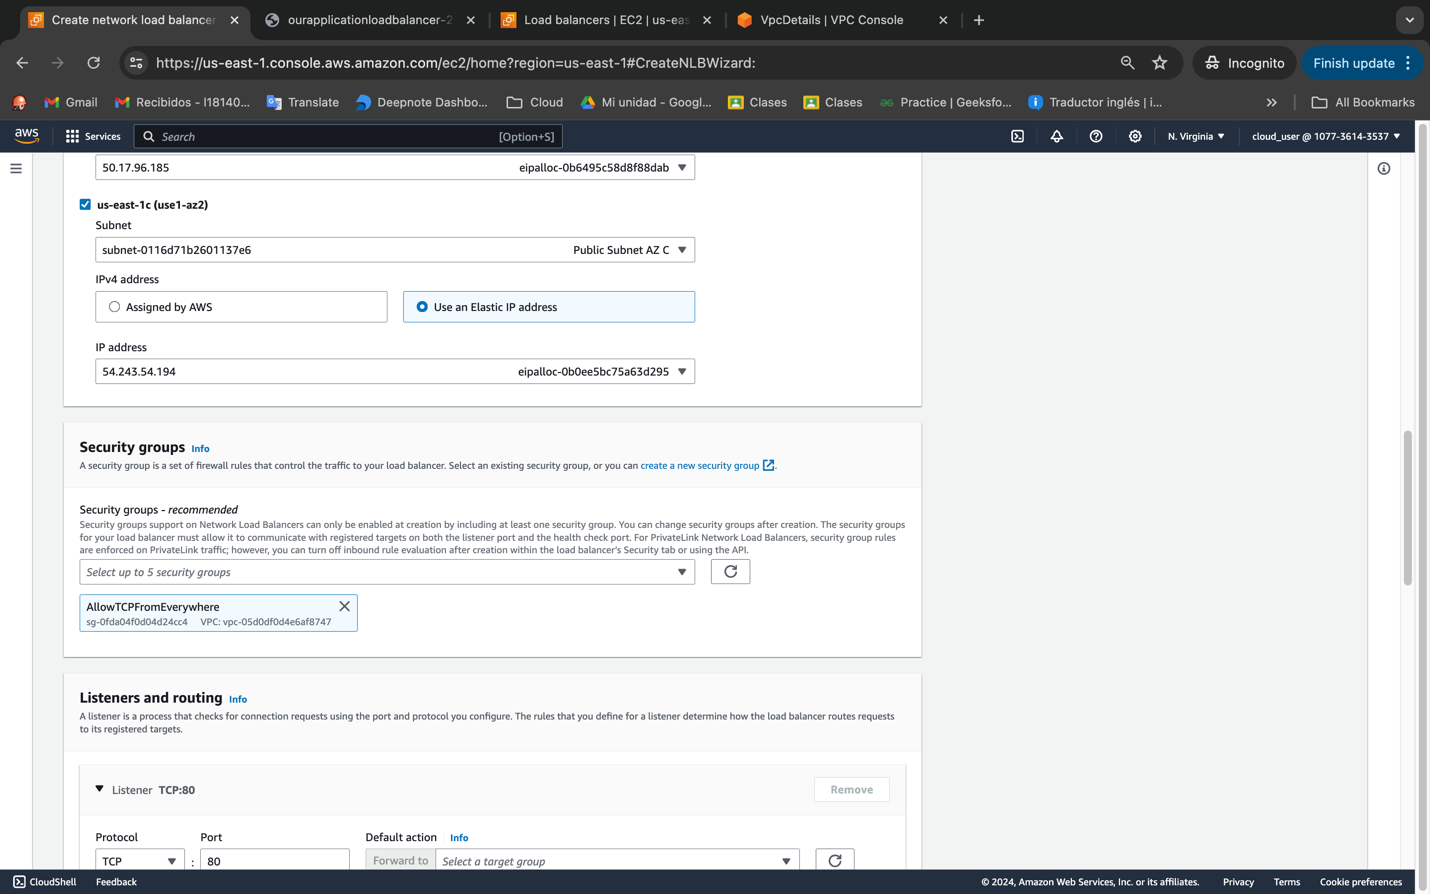 Create network load balancer
ourapplicationloadbalancer-2
Load balancers | EC2 | us-eas
VpcDetails | VPC Console
https://us-east-1.console.aws.amazon.com/ec2/home?region=us-east-1#CreateNLBWizard:
Incognito
Finish update
Gmail
Recibidos - l18140...
Translate
Deepnote Dashbo...
Cloud
Mi unidad - Googl...
Clases
Clases
Practice | Geeksfo...
Traductor inglés | i...
All Bookmarks
aws
Services
Search
[Option+S]
N. Virginia
cloud_user @ 1077-3614-3537
50.17.96.185 eipalloc-0b6495c58d8f88dab
us-east-1c (use1-az2)
Subnet
subnet-0116d71b2601137e6 Public Subnet AZ C
IPv4 address
Assigned by AWS
Use an Elastic IP address
IP address
54.243.54.194 eipalloc-0b0ee5bc75a63d295
Security groups Info
A security group is a set of firewall rules that control the traffic to your load balancer. Select an existing security group, or you can create a new security group.
Security groups - recommended
Security groups support on Network Load Balancers can only be enabled at creation by including at least one security group. You can change security groups after creation. The security groups
for your load balancer must allow it to communicate with registered targets on both the listener port and the health check port. For PrivateLink Network Load Balancers, security group rules
are enforced on PrivateLink traffic; however, you can turn off inbound rule evaluation after creation within the load balancer's Security tab or using the API.
Select up to 5 security groups
AllowTCPFromEverywhere
sg-0fda04f0d04d24cc4 VPC: vpc-05d0df0d4e6af8747
Listeners and routing Info
A listener is a process that checks for connection requests using the port and protocol you configure. The rules that you define for a listener determine how the load balancer routes requests
to its registered targets.
Listener TCP:80
Remove
Protocol Port Default action Info
TCP : 80 Forward to Select a target group
CloudShell Feedback © 2024, Amazon Web Services, Inc. or its affiliates. Privacy Terms Cookie preferences